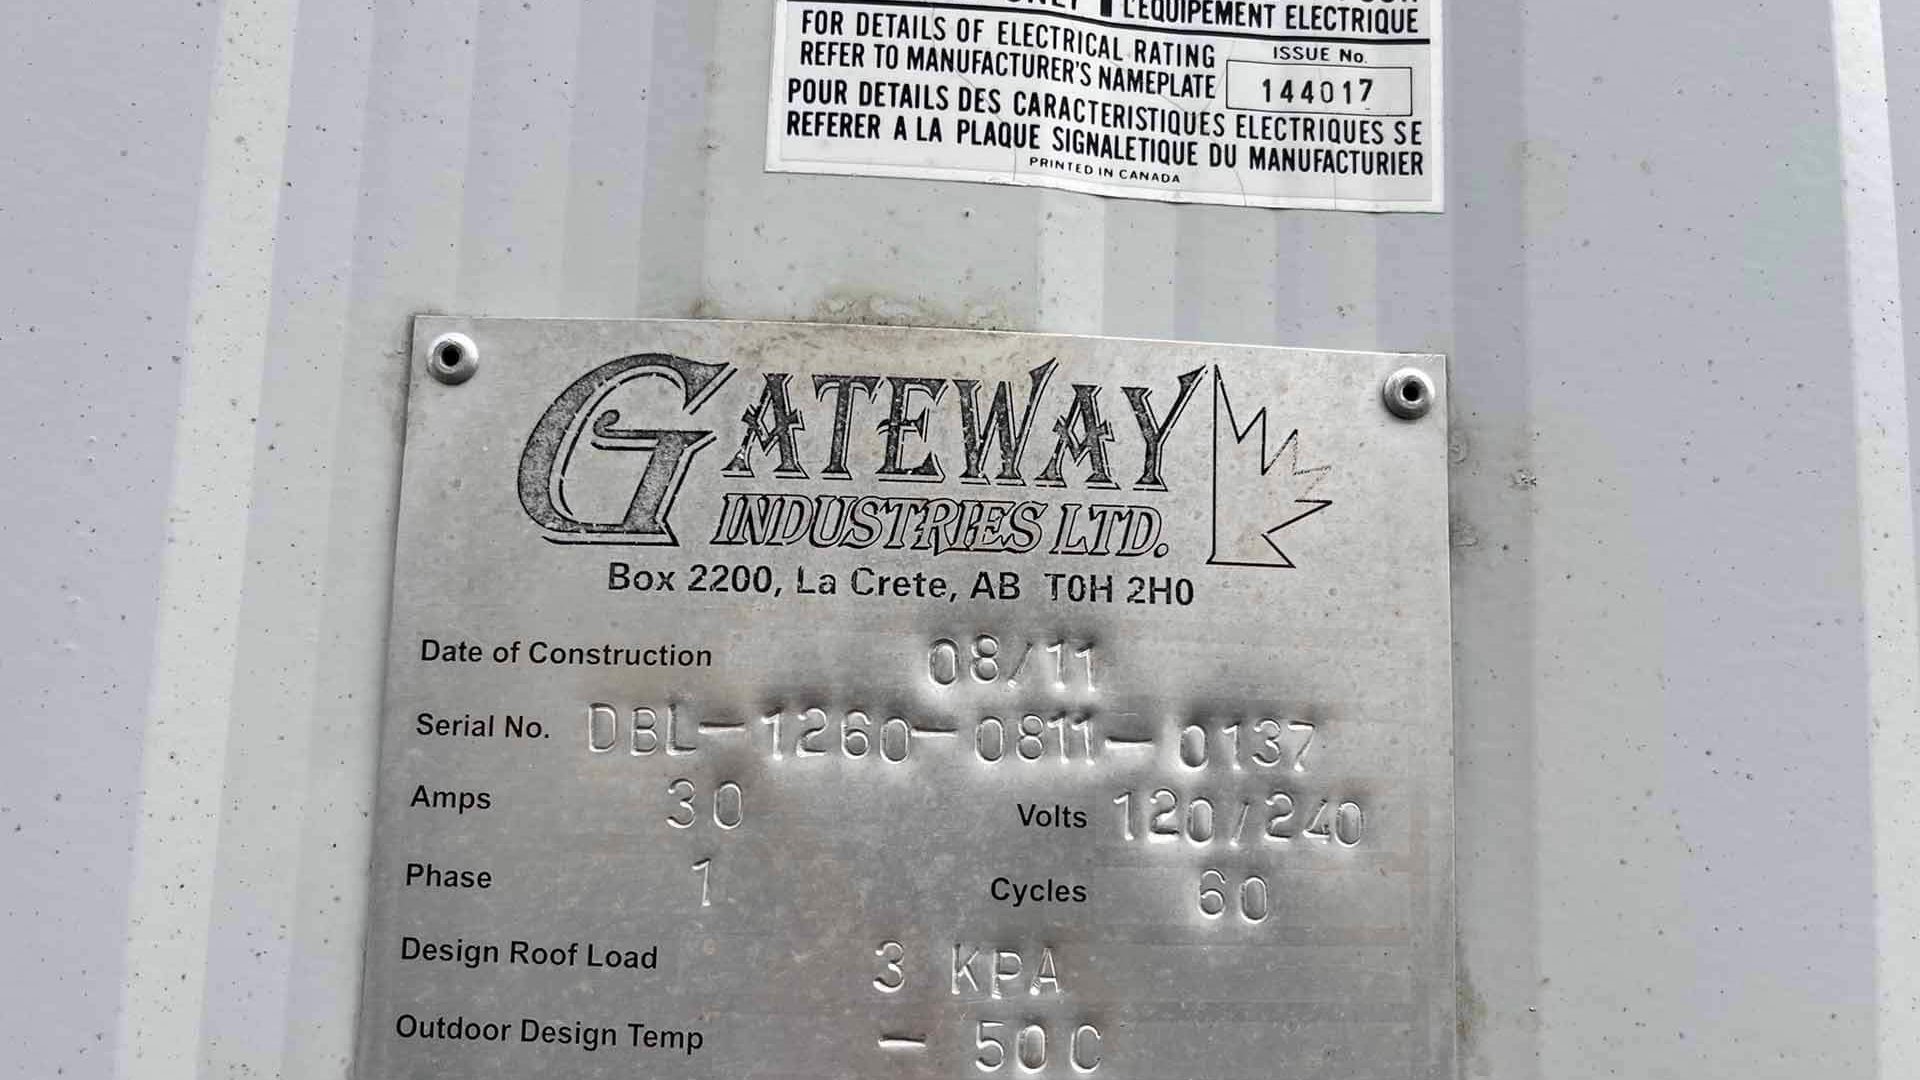 L'EQUIPEMENT ELECTRIQUE
FOR DETAILS OF ELECTRICAL RATING
REFER TO MANUFACTURER'S NAMEPLATE
ISSUE No.
144017
POUR DETAILS DES CARACTERISTIQUES ELECTRIQUES SE
REFERER A LA PLAQUE SIGNALETIQUE DU MANUFACTURIER
PRINTED IN CANADA
GATEWAY
INDUSTRIES LTD.
Box 2200, La Crete, AB T0H 2H0
Date of Construction 08/11
Serial No. DBL-1260-0811-0137
Amps 30 Volts 120/240
Phase 1 Cycles 60
Design Roof Load 3 KPA
Outdoor Design Temp - 50 C